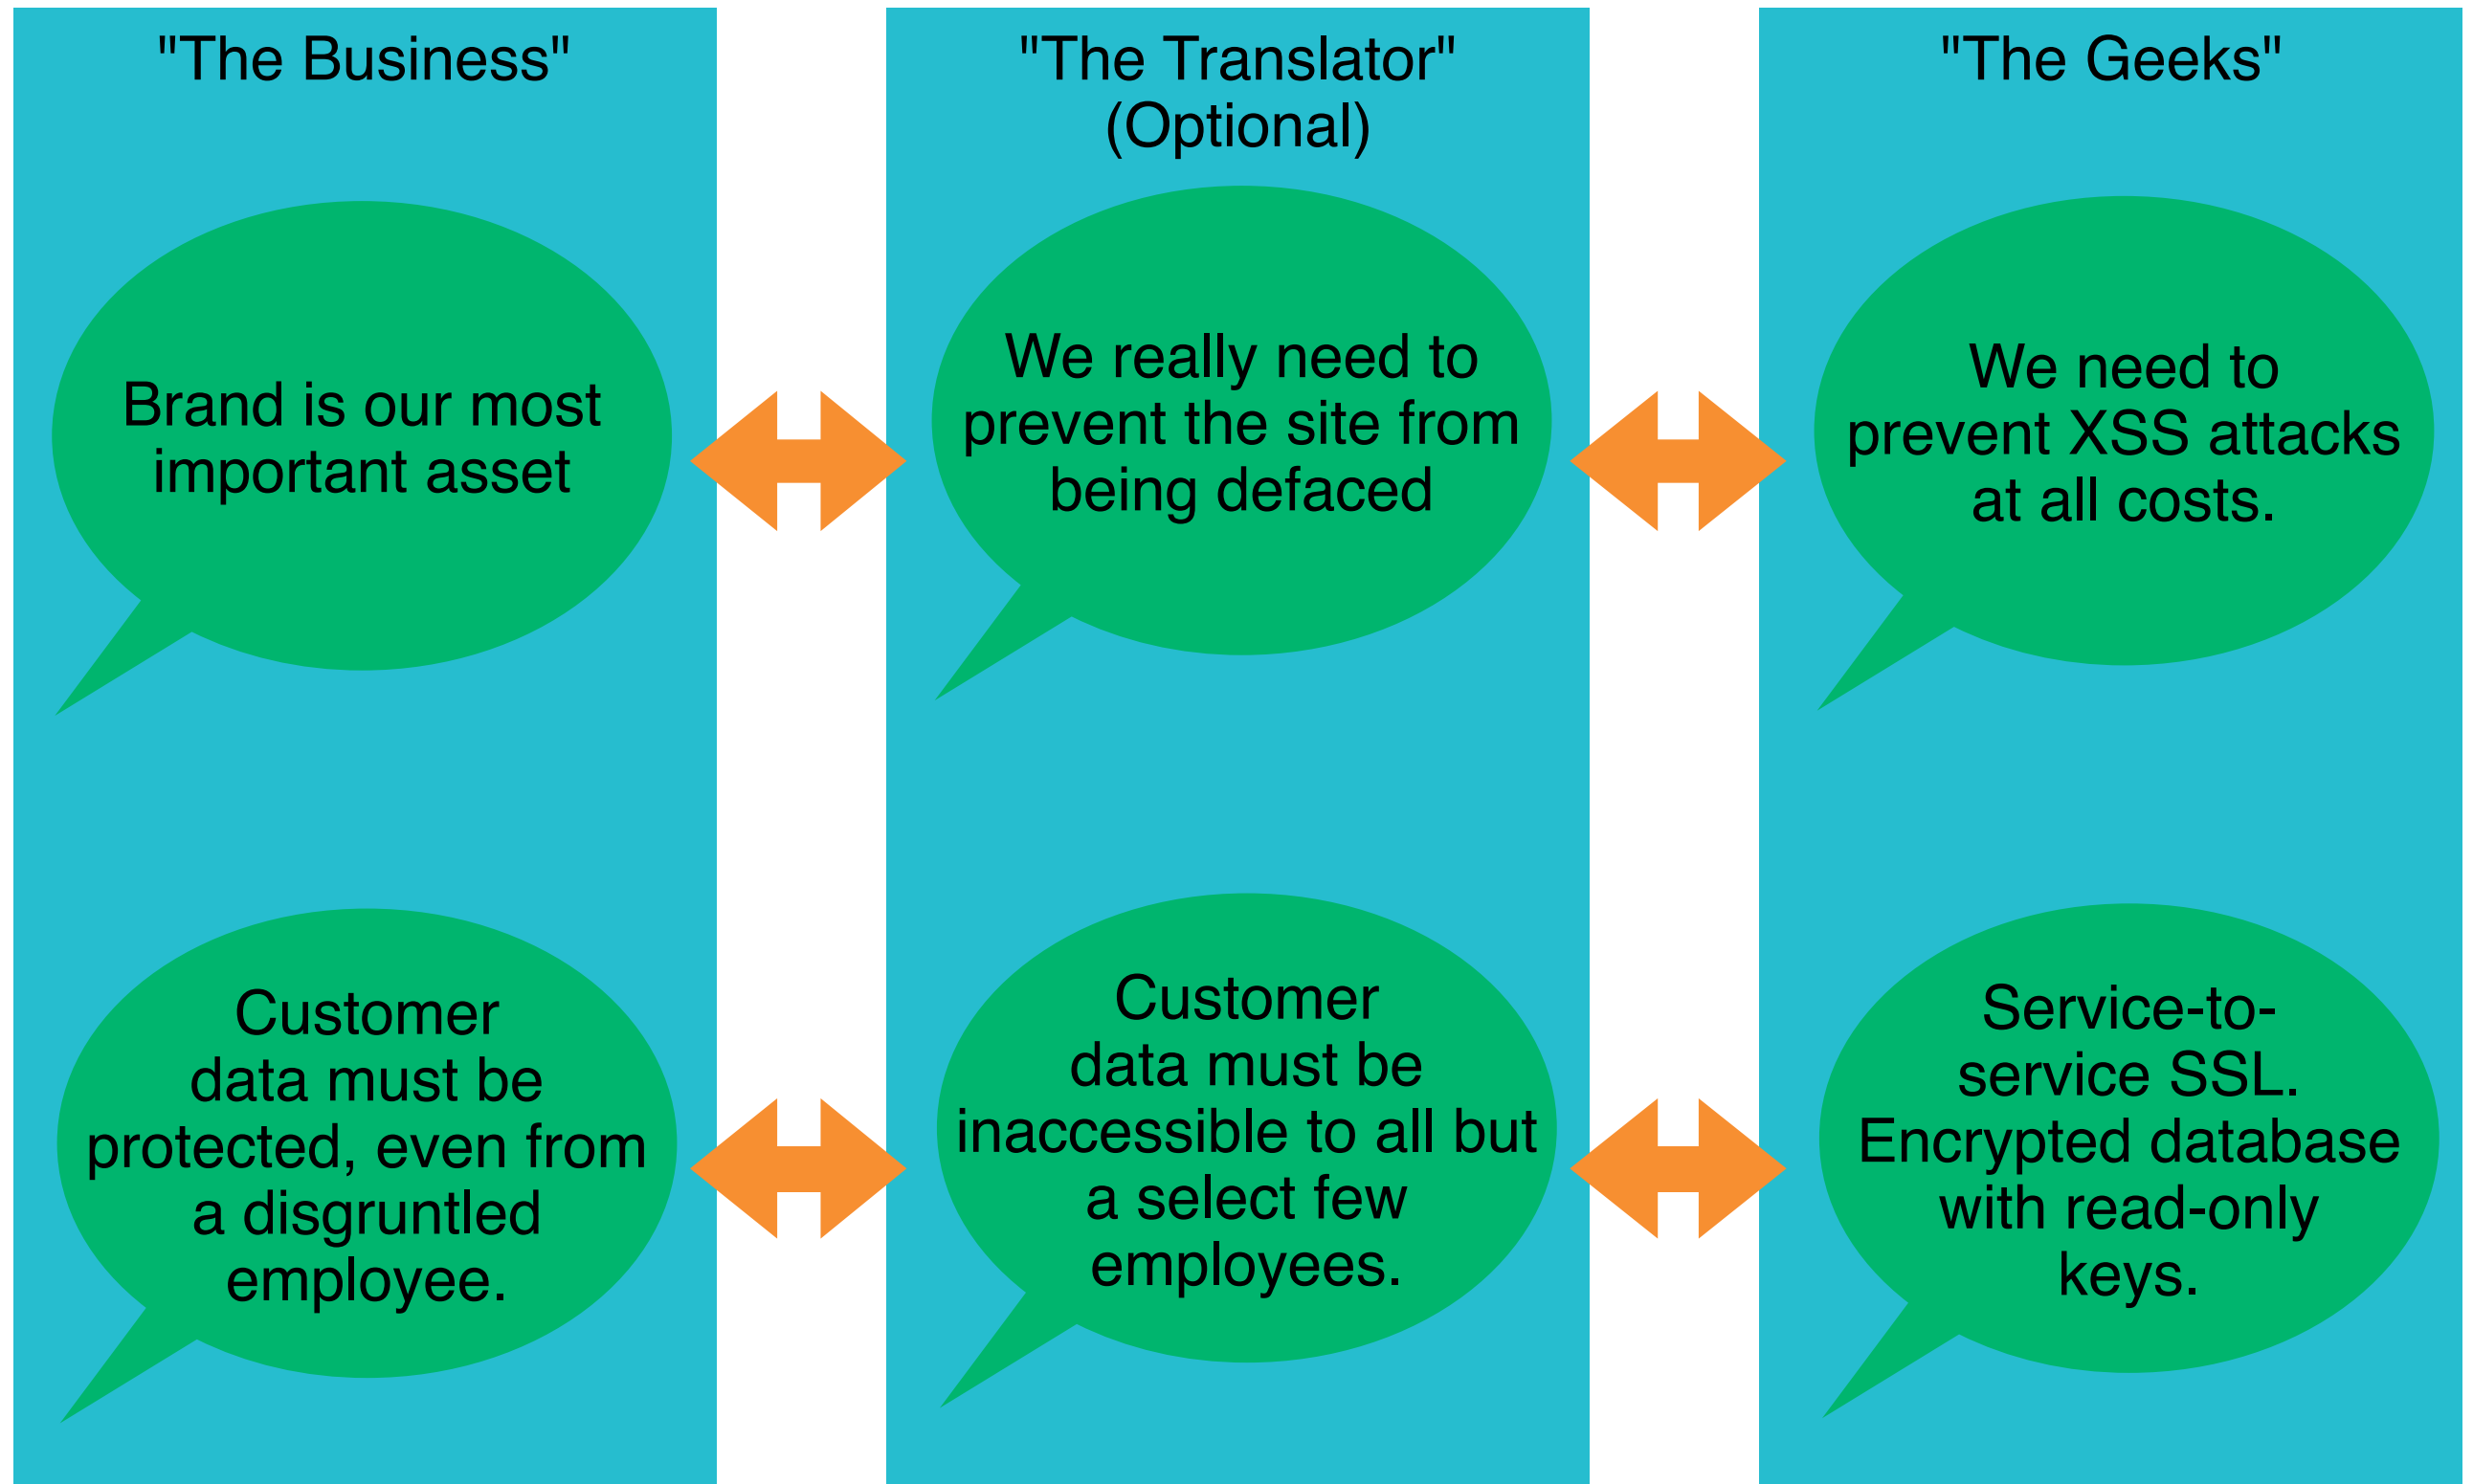 "The Business"
Brand is our most
important asset
Customer
data must be
protected, even from
a disgruntled
employee.
"The Translator"
(Optional)
We really need to
prevent the site from
being defaced
Customer
data must be
inaccessible to all but
a select few
employees.
"The Geeks"
We need to
prevent XSS attacks
at all costs.
Service-to-
service SSL.
Encrypted database
with read-only
keys.